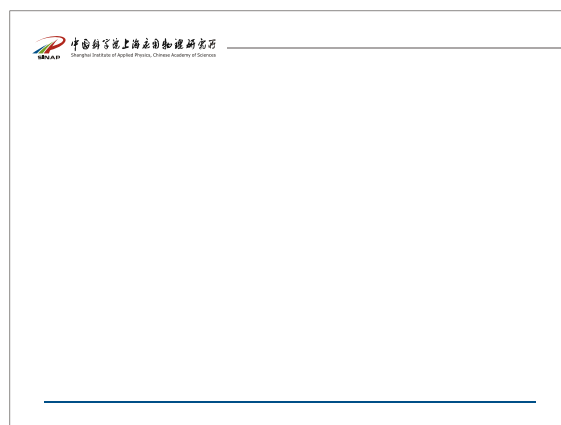 中国科学院上海应用物理研究所
Shanghai Institute of Applied Physics, Chinese Academy of Sciences
SINAP